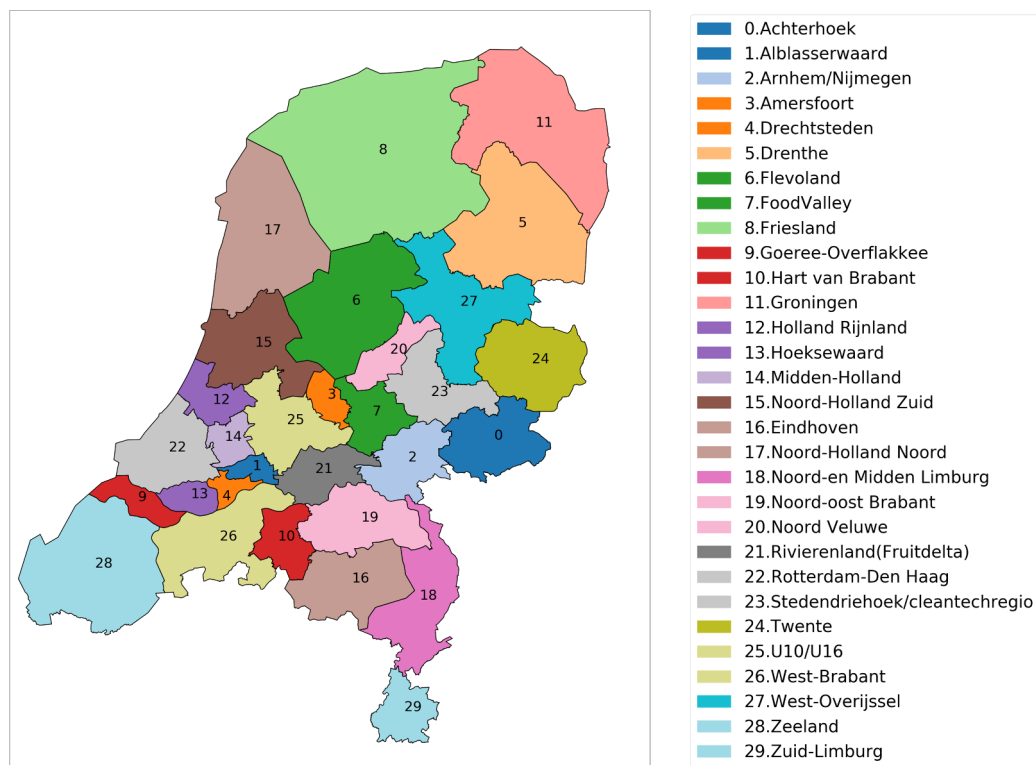 11
8
5
17
6
27
15
20
24
3
23
12
7
25
0
14
22
2
1
21
13
4
9
19
10
26
28
16
18
29
0.Achterhoek
1.Alblasserwaard
2.Arnhem/Nijmegen
3.Amersfoort
4.Drechtsteden
5.Drenthe
6.Flevoland
7.FoodValley
8.Friesland
9.Goeree-Overflakkee
10.Hart van Brabant
11.Groningen
12.Holland Rijnland
13.Hoeksewaard
14.Midden-Holland
15.Noord-Holland Zuid
16.Eindhoven
17.Noord-Holland Noord
18.Noord-en Midden Limburg
19.Noord-oost Brabant
20.Noord Veluwe
21.Rivierenland(Fruitdelta)
22.Rotterdam-Den Haag
23.Stedendriehoek/cleantechregio
24.Twente
25.U10/U16
26.West-Brabant
27.West-Overijssel
28.Zeeland
29.Zuid-Limburg